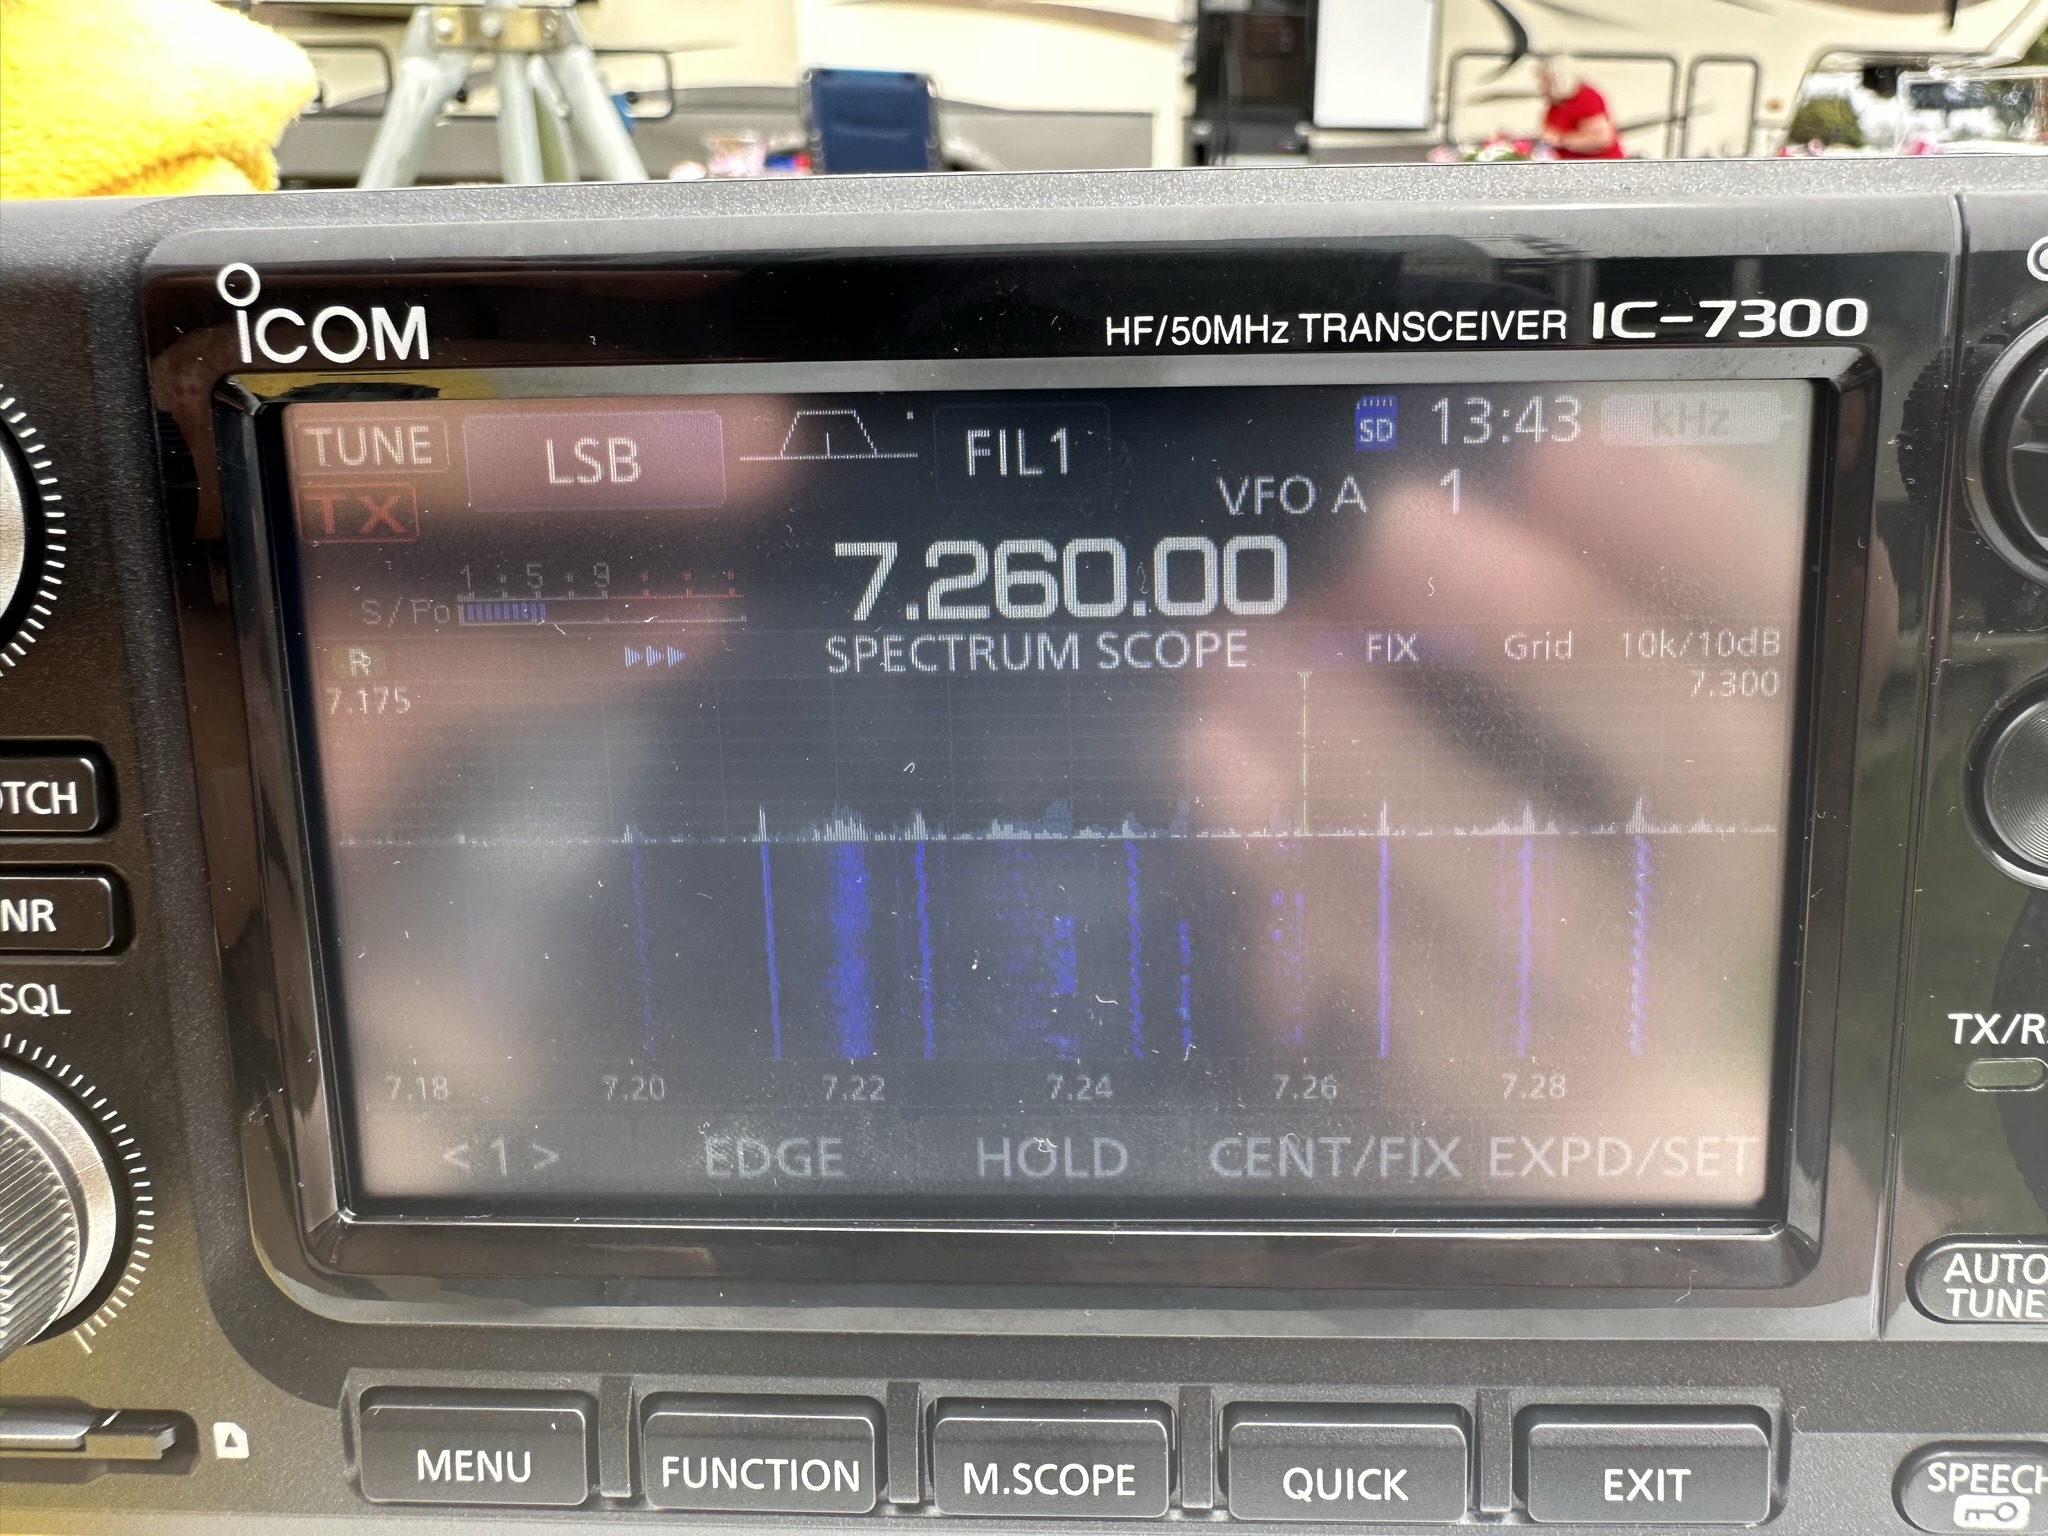 ICOM
HF/50MHz TRANSCEIVER IC-7300
TUNE LSB FIL1 SD 13:43 kHz
TX VFO A 1
7.260.00
1 5 9
S/Po
SPECTRUM SCOPE FIX Grid 10k/10dB
R
7.175 7.300
7.18 7.20 7.22 7.24 7.26 7.28
<1> EDGE HOLD CENT/FIX EXPD/SET
OTCH
NR
SQL
TX/R
AUTO
TUNE
MENU FUNCTION M.SCOPE QUICK EXIT
SPEECH